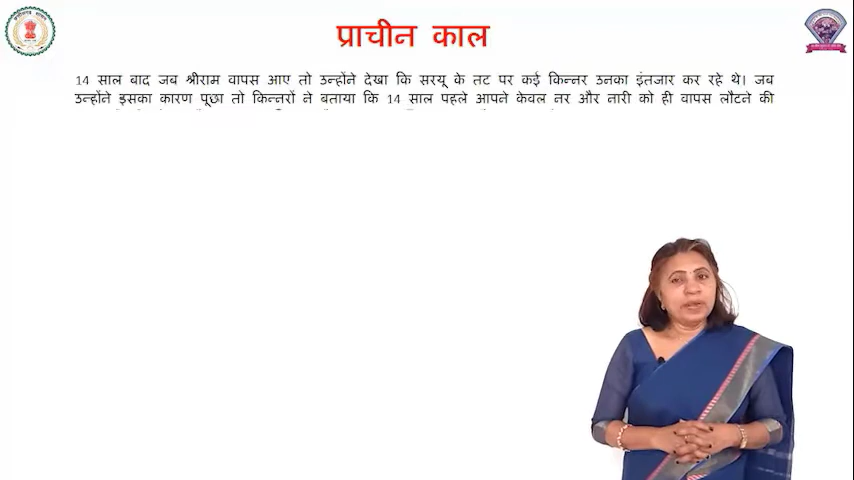 प्राचीन काल
14 साल बाद जब श्रीराम वापस आए तो उन्होंने देखा कि सरयू के तट पर कई किन्नर उनका इंतजार कर रहे थे। जब
उन्होंने इसका कारण पूछा तो किन्नरों ने बताया कि 14 साल पहले आपने केवल नर और नारी को ही वापस लौटने की